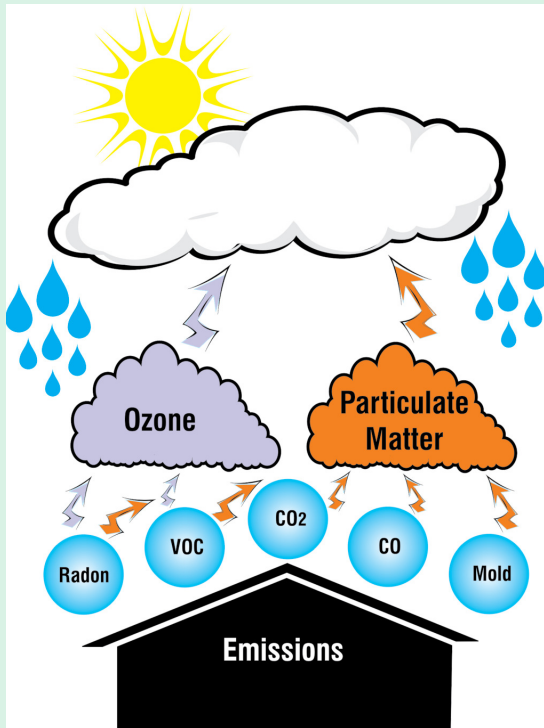 Ozone
Particulate
Matter
CO2
VOC
CO
Radon
Mold
Emissions